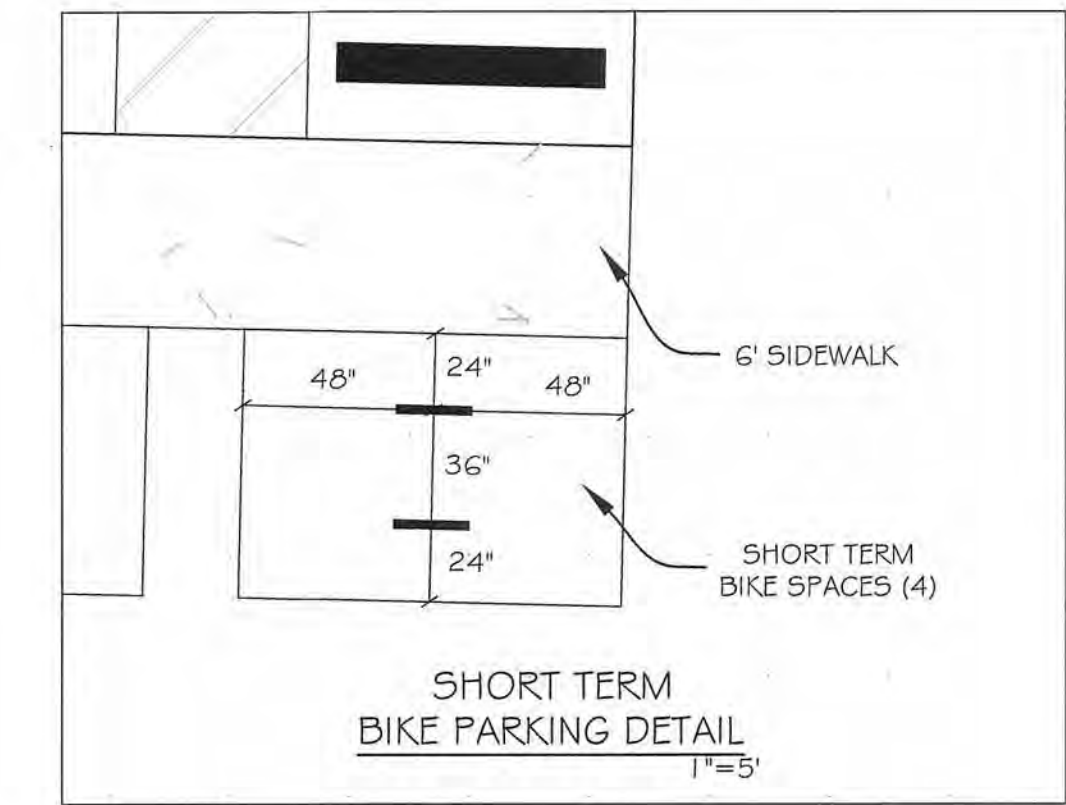 6' SIDEWALK
48"
24"
48"
36"
24"
SHORT TERM
BIKE SPACES (4)
SHORT TERM
BIKE PARKING DETAIL
1"=5'